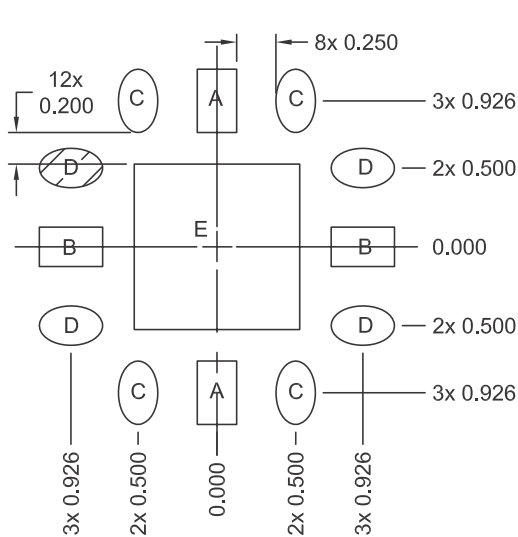 8x 0.250
12x
0.200
C A C 3x 0.926
D D 2x 0.500
E
B B 0.000
D D 2x 0.500
C A C 3x 0.926
3x 0.926
2x 0.500
0.000
2x 0.500
3x 0.926